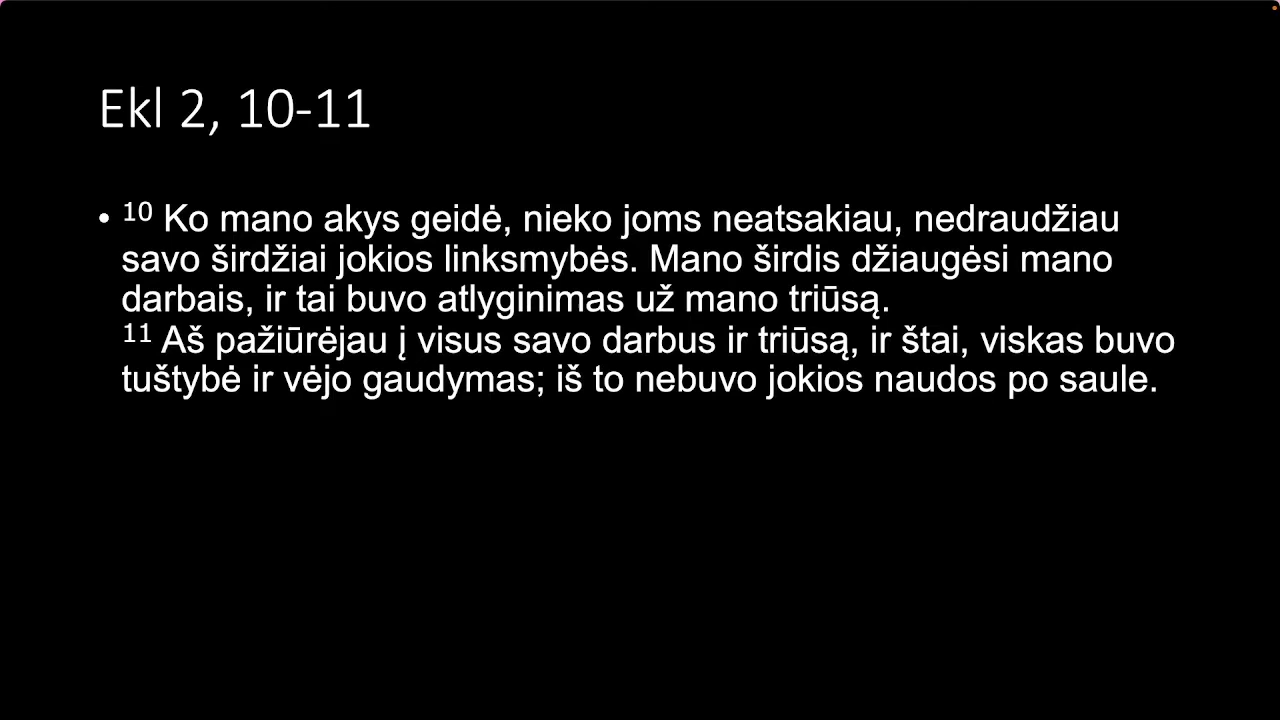 Ekl 2, 10-11
• 10 Ko mano akys geidė, nieko joms neatsakiau, nedraudžiau
savo širdžiai jokios linksmybės. Mano širdis džiaugėsi mano
darbais, ir tai buvo atlyginimas už mano triūsą.
11 Aš pažiūrėjau į visus savo darbus ir triūsą, ir štai, viskas buvo
tuštybė ir vėjo gaudymas; iš to nebuvo jokios naudos po saule.